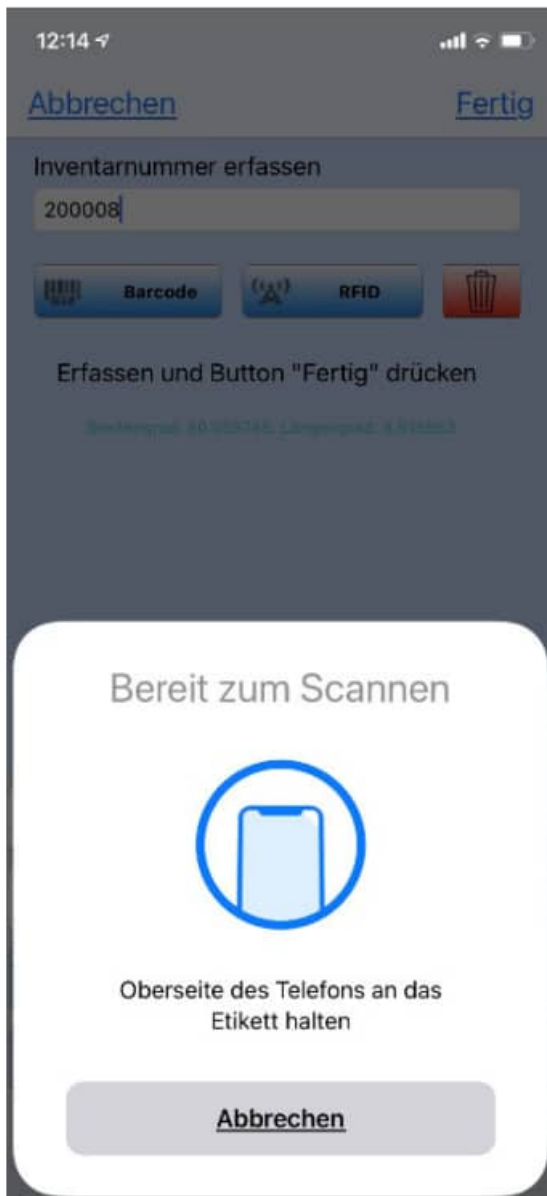 12:14
Abbrechen Fertig
Inventarnummer erfassen
200008
Barcode RFID
Erfassen und Button "Fertig" drücken
Bereit zum Scannen
Oberseite des Telefons an das
Etikett halten
Abbrechen